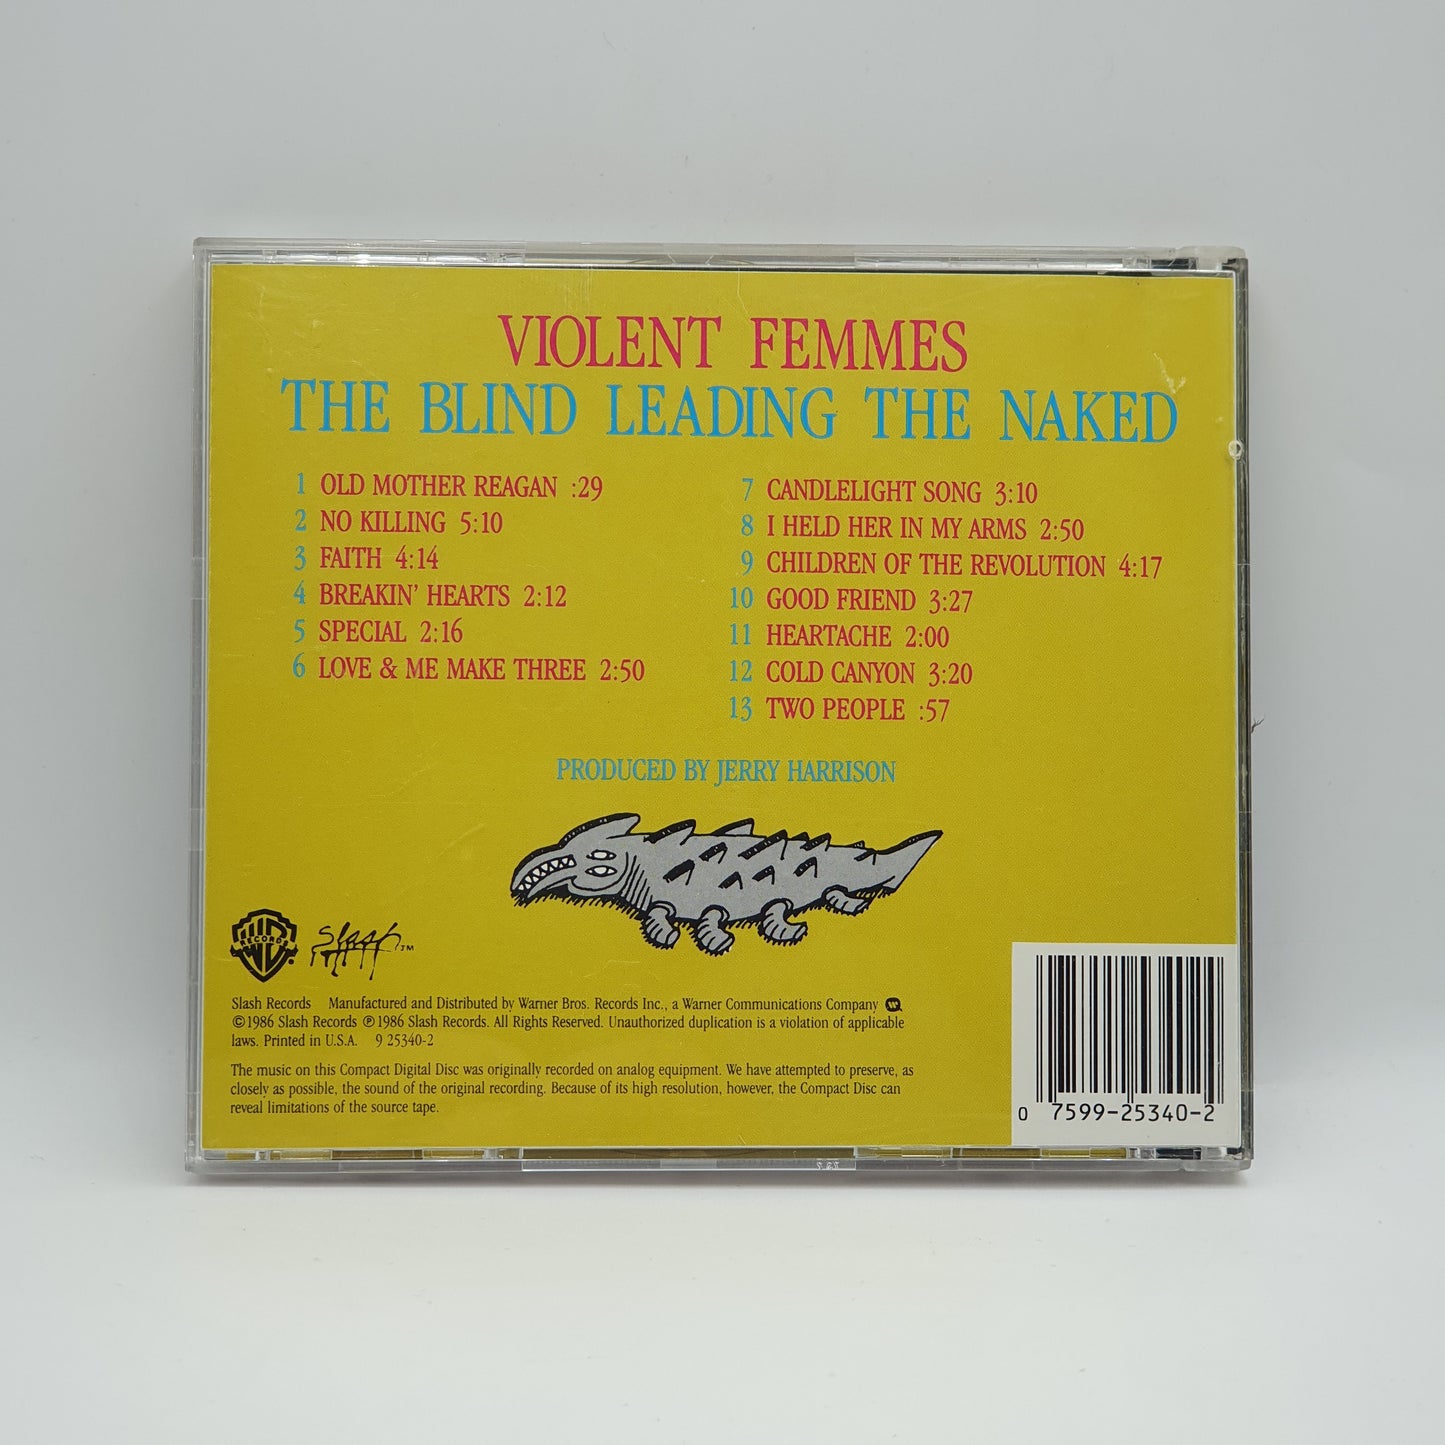 VIOLENT FEMMES
THE BLIND LEADING THE NAKED
1 OLD MOTHER REAGAN :29
2 NO KILLING 5:10
3 FAITH 4:14
4 BREAKIN' HEARTS 2:12
5 SPECIAL 2:16
6 LOVE & ME MAKE THREE 2:50
7 CANDLELIGHT SONG 3:10
8 I HELD HER IN MY ARMS 2:50
9 CHILDREN OF THE REVOLUTION 4:17
10 GOOD FRIEND 3:27
11 HEARTACHE 2:00
12 COLD CANYON 3:20
13 TWO PEOPLE :57
PRODUCED BY JERRY HARRISON
WB RECORDS
Slash TM
Slash Records Manufactured and Distributed by Warner Bros. Records Inc., a Warner Communications Company
©1986 Slash Records ℗1986 Slash Records. All Rights Reserved. Unauthorized duplication is a violation of applicable
laws. Printed in U.S.A. 9 25340-2
The music on this Compact Digital Disc was originally recorded on analog equipment. We have attempted to preserve, as
closely as possible, the sound of the original recording. Because of its high resolution, however, the Compact Disc can
reveal limitations of the source tape.
0 7599-25340-2